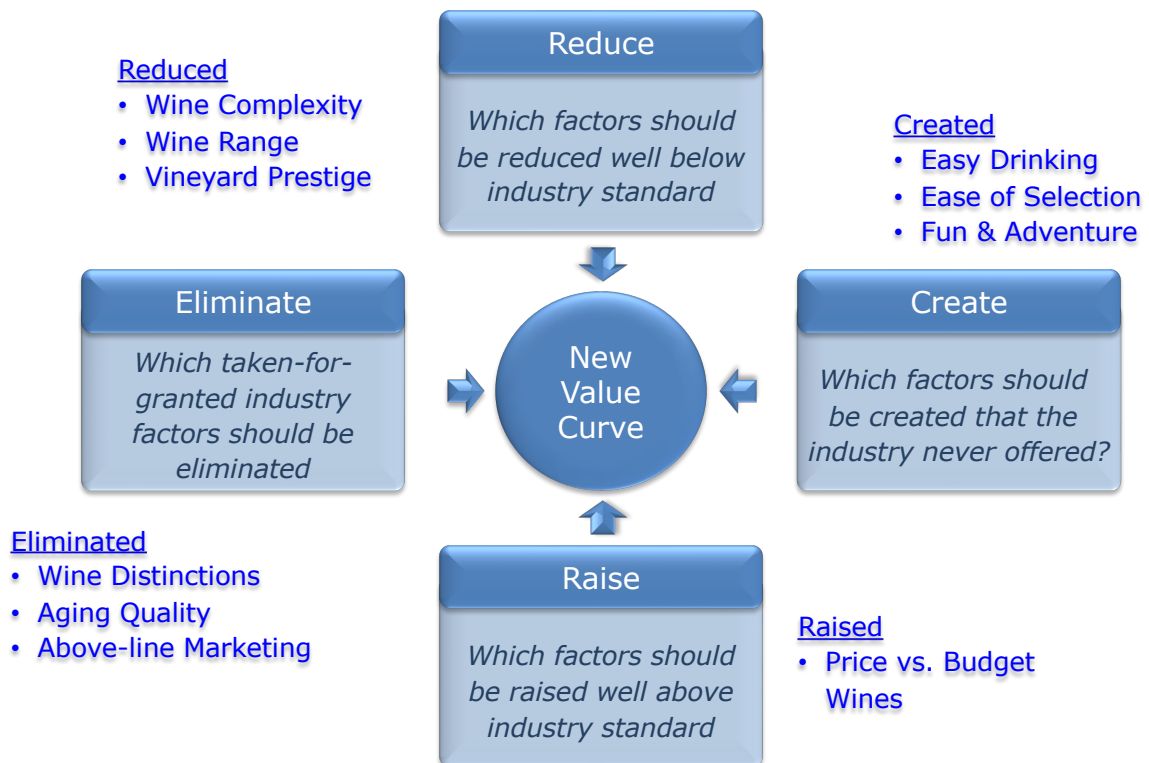 Reduce
Which factors should
be reduced well below
industry standard
Reduced
• Wine Complexity
• Wine Range
• Vineyard Prestige
Created
• Easy Drinking
• Ease of Selection
• Fun & Adventure
Eliminate
Which taken-for-
granted industry
factors should be
eliminated
New
Value
Curve
Create
Which factors should
be created that the
industry never offered?
Eliminated
• Wine Distinctions
• Aging Quality
• Above-line Marketing
Raise
Which factors should
be raised well above
industry standard
Raised
• Price vs. Budget
Wines